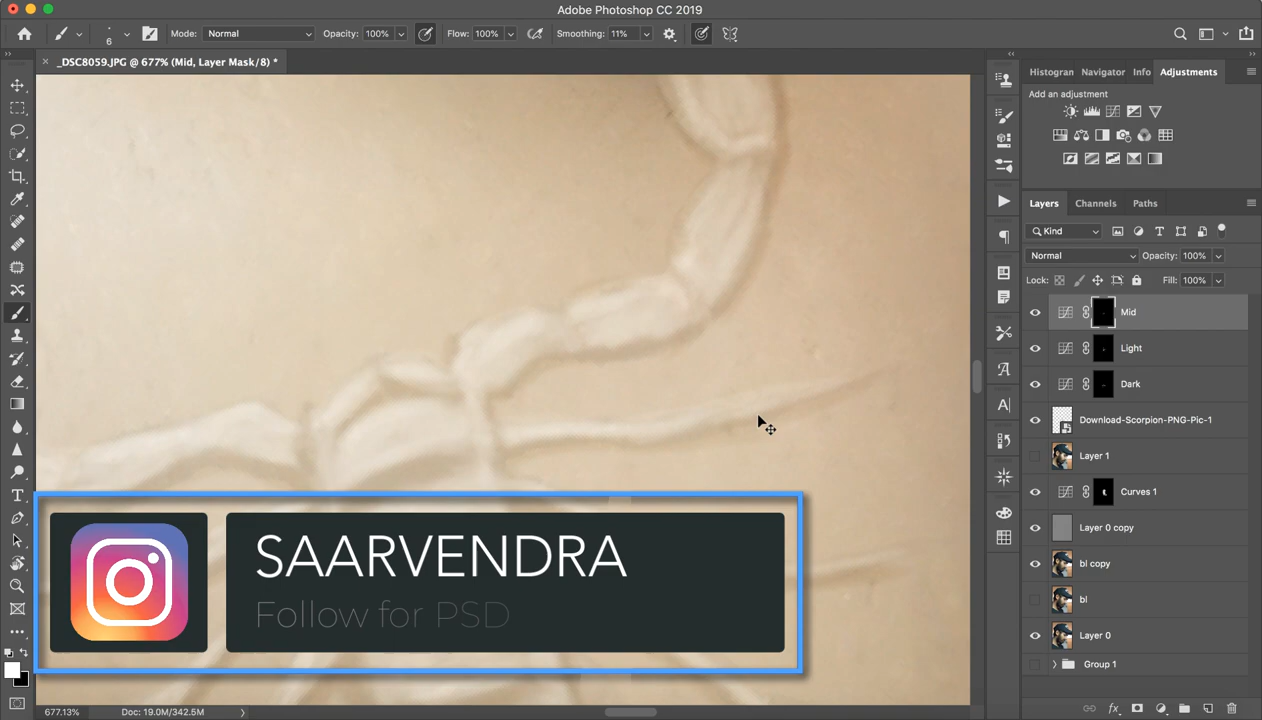 Adobe Photoshop CC 2019
6
Mode: Normal Opacity: 100% Flow: 100% Smoothing: 11%
_DSC8059.JPG @ 677% (Mid, Layer Mask/8) *
Histogran Navigator Info Adjustments
Add an adjustment
Layers Channels Paths
Kind
Normal Opacity: 100%
Lock: Fill: 100%
Mid
Light
Dark
Download-Scorpion-PNG-Pic-1
Layer 1
Curves 1
Layer 0 copy
bl copy
bl
Layer 0
Group 1
SAARVENDRA
Follow for PSD
677.13% Doc: 19.0M/342.5M